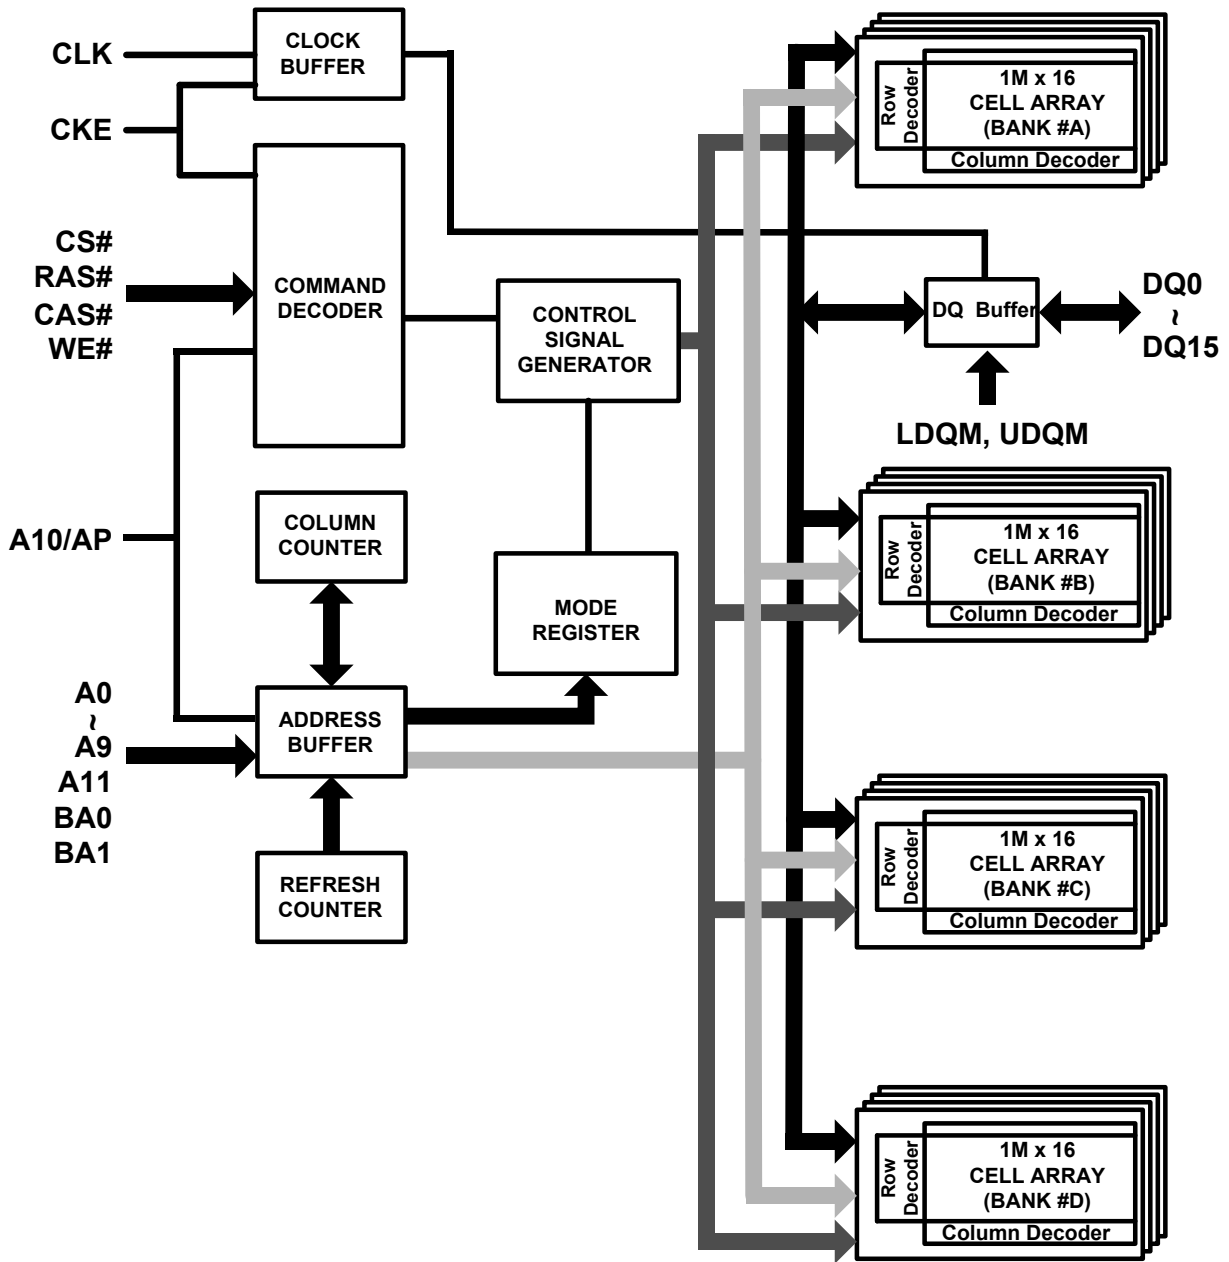 CLK
CKE
CLOCK
BUFFER
CS#
RAS#
CAS#
WE#
COMMAND
DECODER
CONTROL
SIGNAL
GENERATOR
A10/AP
COLUMN
COUNTER
MODE
REGISTER
A0
~
A9
A11
BA0
BA1
ADDRESS
BUFFER
REFRESH
COUNTER
Row
Decoder
1M x 16
CELL ARRAY
(BANK #A)
Column Decoder
DQ Buffer
DQ0
~
DQ15
LDQM, UDQM
Row
Decoder
1M x 16
CELL ARRAY
(BANK #B)
Column Decoder
Row
Decoder
1M x 16
CELL ARRAY
(BANK #C)
Column Decoder
Row
Decoder
1M x 16
CELL ARRAY
(BANK #D)
Column Decoder